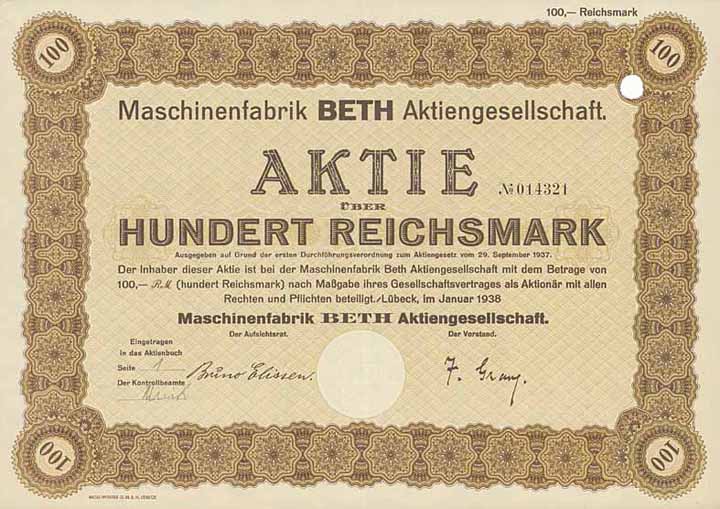 100,— Reichsmark
100
100
Maschinenfabrik BETH Aktiengesellschaft.
AKTIE
№ 014321
ÜBER
HUNDERT REICHSMARK
Ausgegeben auf Grund der ersten Durchführungsverordnung zum Aktiengesetz vom 29. September 1937.
Der Inhaber dieser Aktie ist bei der Maschinenfabrik Beth Aktiengesellschaft mit dem Betrage von
100,— RM (hundert Reichsmark) nach Maßgabe ihres Gesellschaftsvertrages als Aktionär mit allen
Rechten und Pflichten beteiligt./Lübeck, im Januar 1938
Maschinenfabrik BETH Aktiengesellschaft.
Der Aufsichtsrat.
Der Vorstand.
Eingetragen
in das Aktienbuch
Seite 1
Der Kontrollbeamte
Bruno Elissen.
100
100